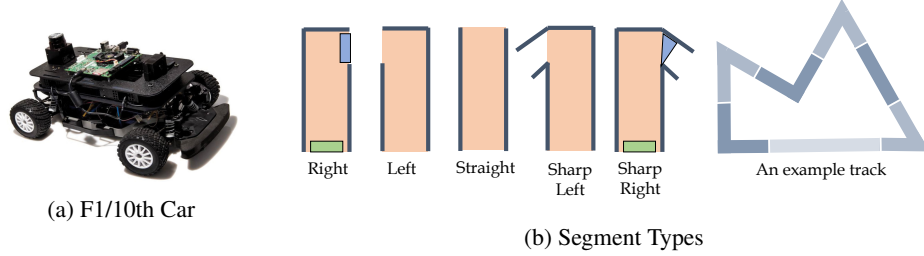 Right
Left
Straight
Sharp
Left
Sharp
Right
An example track
(a) F1/10th Car
(b) Segment Types